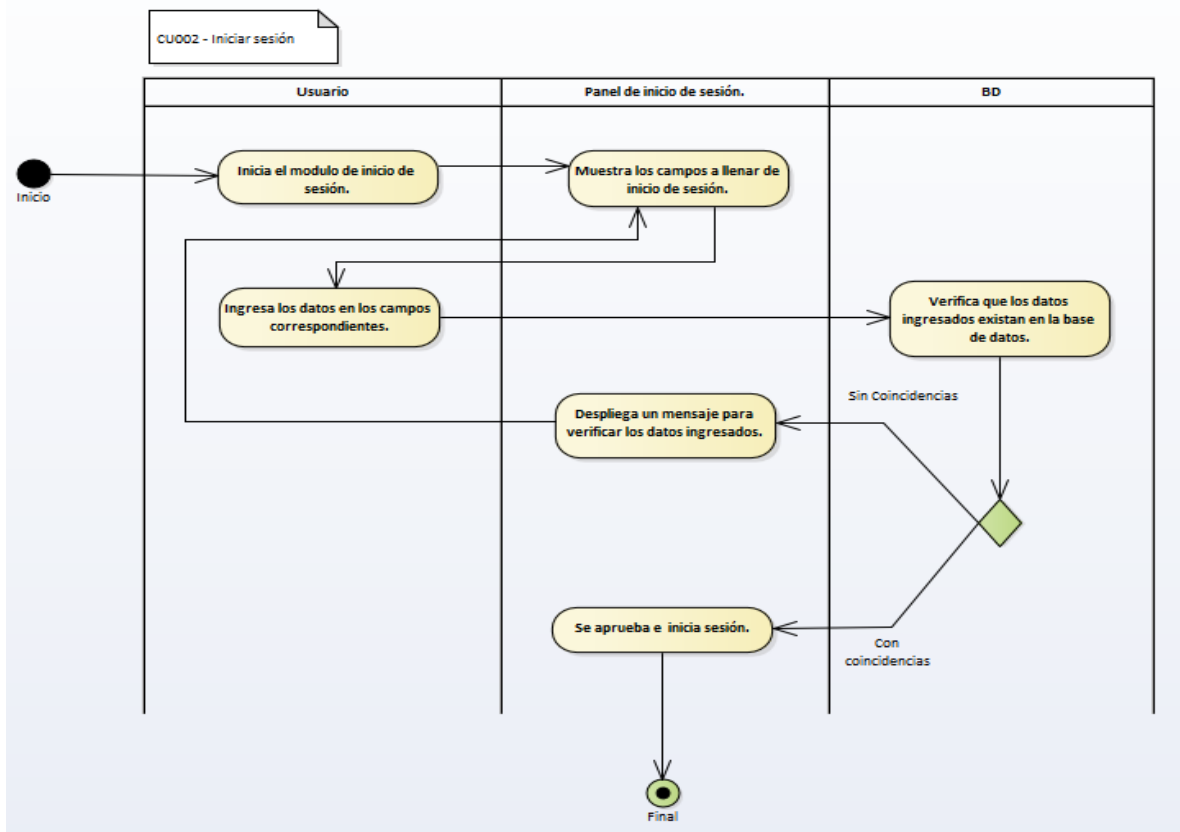 CU002 - Iniciar sesión
Usuario
Panel de inicio de sesión.
BD
Inicio
Inicia el modulo de inicio de
sesión.
Muestra los campos a llenar de
inicio de sesión.
Ingresa los datos en los campos
correspondientes.
Verifica que los datos
ingresados existan en la base
de datos.
Sin Coincidencias
Despliega un mensaje para
verificar los datos ingresados.
Se aprueba e inicia sesión.
Con
coincidencias
Final